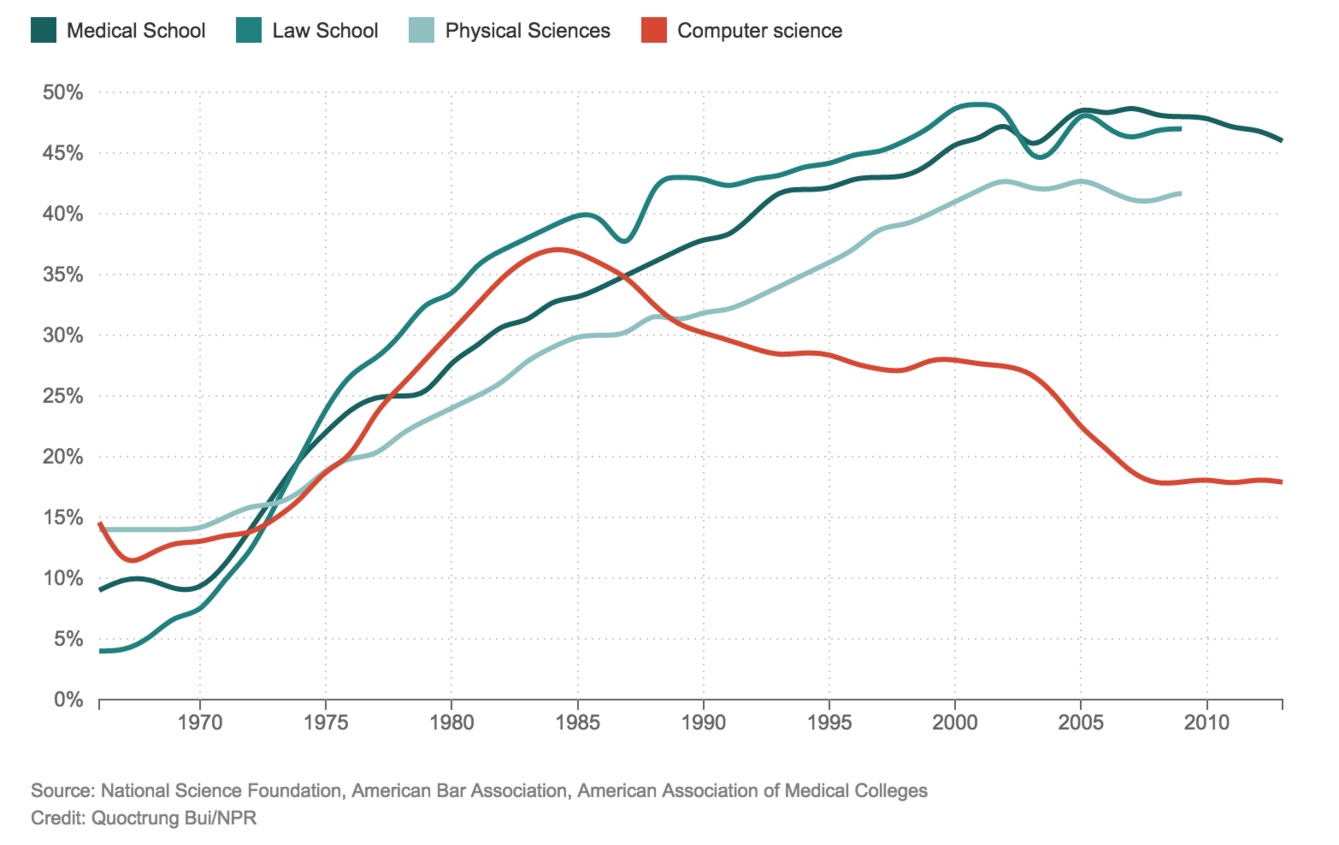 Medical School Law School Physical Sciences Computer science
50%
45%
40%
35%
30%
25%
20%
15%
10%
5%
0%
1970 1975 1980 1985 1990 1995 2000 2005 2010
Source: National Science Foundation, American Bar Association, American Association of Medical Colleges
Credit: Quoctrung Bui/NPR